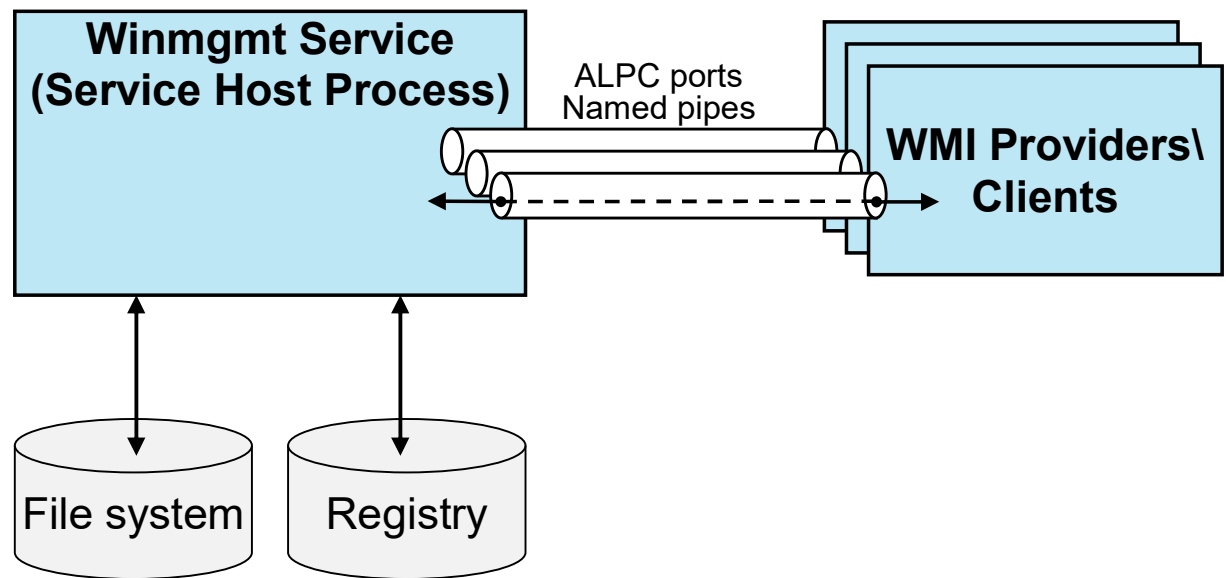 Winmgmt Service
(Service Host Process)
ALPC ports
Named pipes
WMI Providers\
Clients
File system
Registry